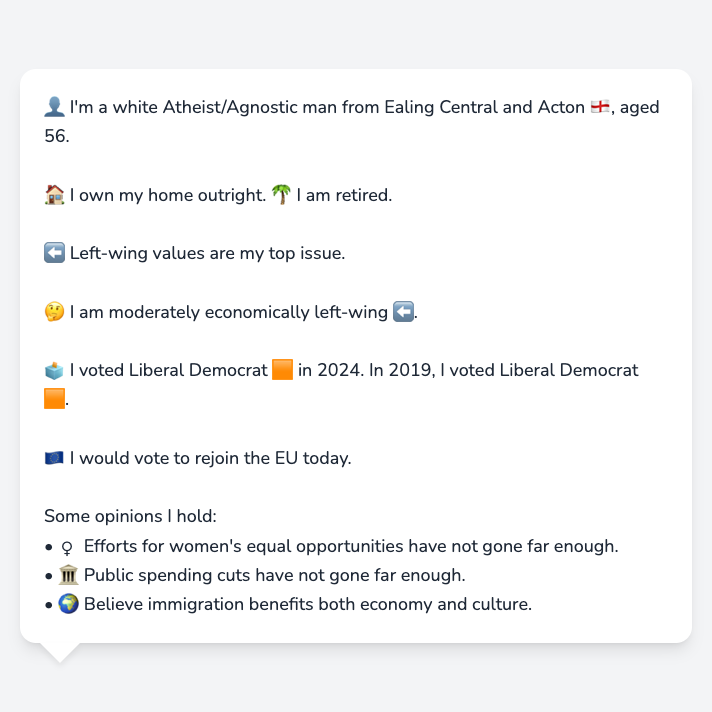 👤 I'm a white Atheist/Agnostic man from Ealing Central and Acton 🏴󠁧󠁢󠁥󠁮󠁧󠁿, aged
56.
🏠 I own my home outright. 🌴 I am retired.
⬅️ Left-wing values are my top issue.
🤔 I am moderately economically left-wing ⬅️.
🗳️ I voted Liberal Democrat 🟧 in 2024. In 2019, I voted Liberal Democrat
🟧.
🇪🇺 I would vote to rejoin the EU today.
Some opinions I hold:
• ♀️ Efforts for women's equal opportunities have not gone far enough.
• 🏛️ Public spending cuts have not gone far enough.
• 🌍 Believe immigration benefits both economy and culture.